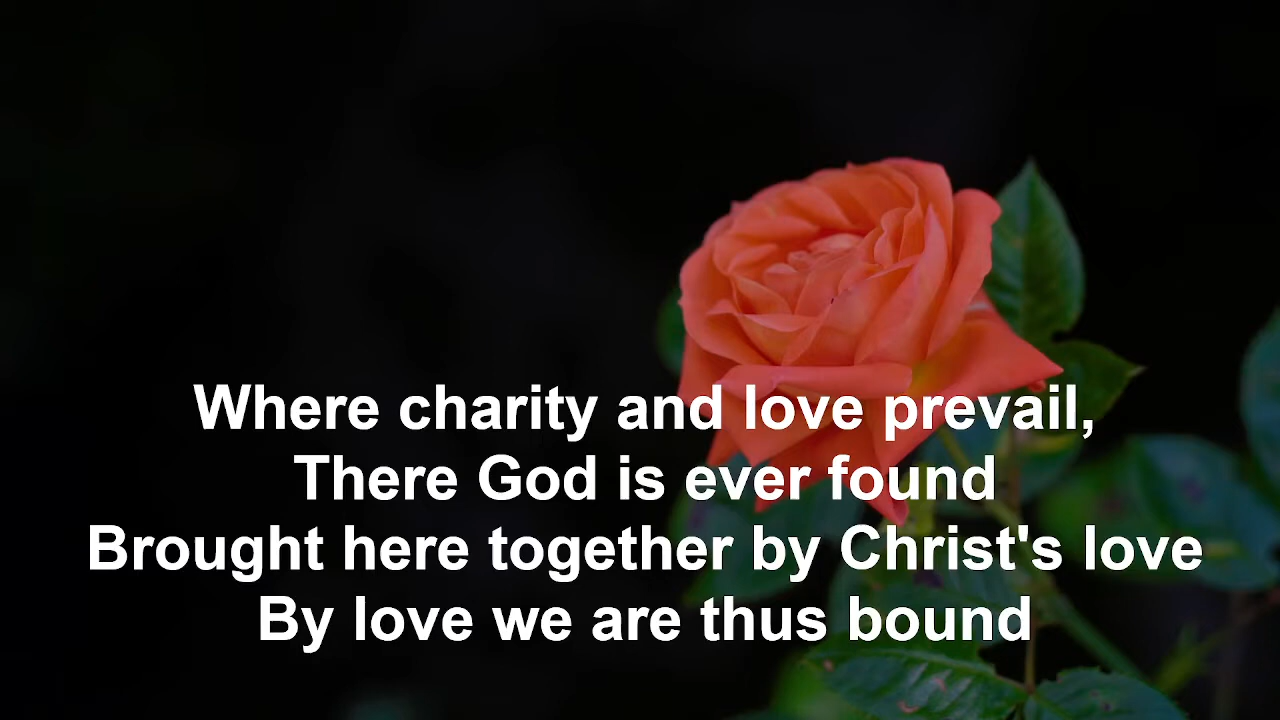 Where charity and love prevail,
There God is ever found
Brought here together by Christ's love
By love we are thus bound